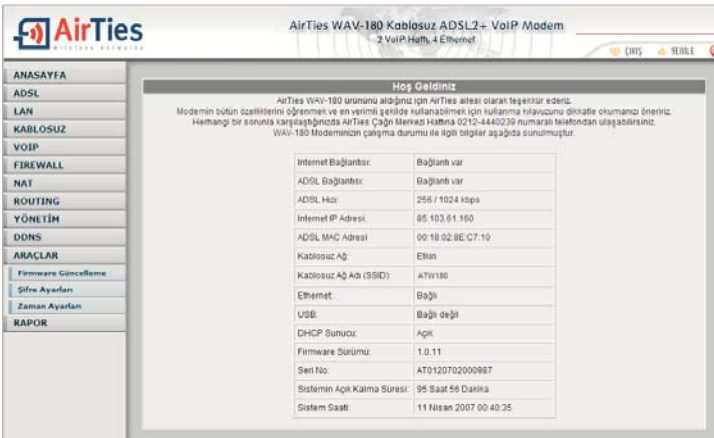 AirTies
wireless networks
AirTies WAV-180 Kablosuz ADSL2+ VoIP Modem
2 VoIP Hattı, 4 Ethernet
ÇIKIŞ
ANASAYFA
ADSL
LAN
KABLOSUZ
VOIP
FIREWALL
NAT
ROUTING
YÖNETİM
DDNS
ARAÇLAR
Firmware Güncelleme
Şifre Ayarları
Zaman Ayarları
RAPOR
Hoş Geldiniz
AirTies WAV-180 ürününü aldığınız için AirTies ailesi olarak teşekkür ederiz.
Modemin bütün özelliklerini öğrenmek ve en verimli şekilde kullanabilmek için kullanma kılavuzunu dikkatle okumanızı öneririz.
Herhangi bir sorunla karşılaştığınızda AirTies Çağrı Merkezi Hattına 0212-4440239 numaralı telefondan ulaşabilirsiniz.
WAV-180 Modeminizin çalışma durumu ile ilgili bilgiler aşağıda sunulmuştur.
Internet Bağlantısı: Bağlantı var
ADSL Bağlantısı: Bağlantı var
ADSL Hızı: 256 / 1024 kbps
Internet IP Adresi: 85.103.61.160
ADSL MAC Adresi 00:18:02:8E:C7:10
Kablosuz Ağ: Etkin
Kablosuz Ağ Adı (SSID): ATW180
Ethernet: Bağlı
USB: Bağlı değil
DHCP Sunucu: Açık
Firmware Sürümü: 1.0.11
Seri No: AT0120702000987
Sistemin Açık Kalma Süresi: 95 Saat 56 Dakika
Sistem Saati: 11 Nisan 2007 00:40:35